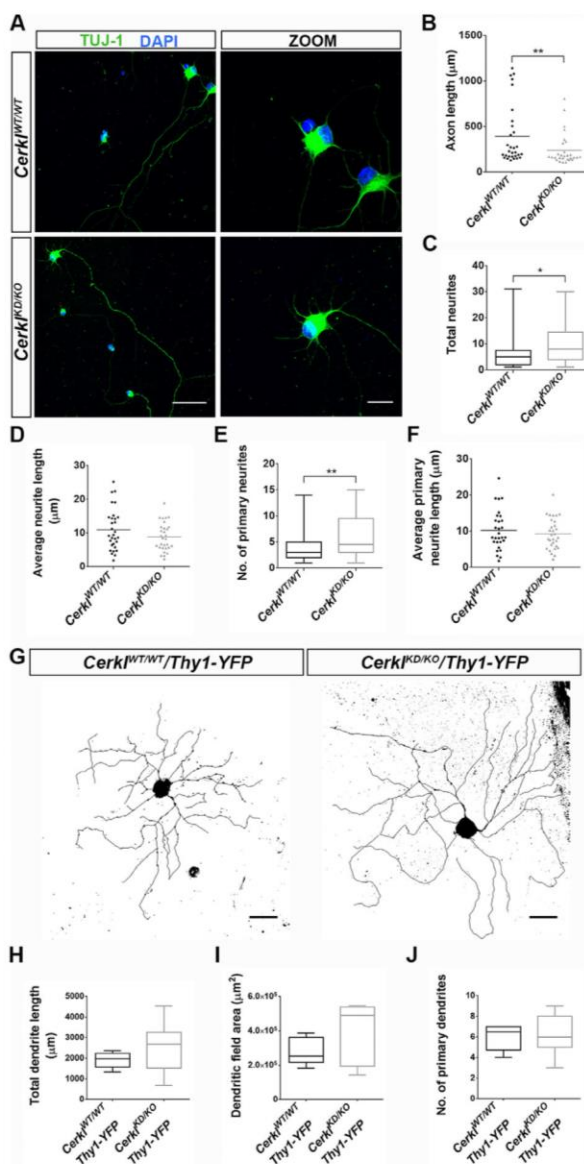 A
TUJ-1 DAPI
ZOOM
Cerkl^WT/WT
Cerkl^KD/KO
B
Axon length (μm)
1500
1000
500
0
**
Cerkl^WT/WT
Cerkl^KD/KO
C
Total neurites
40
30
20
10
0
*
Cerkl^WT/WT
Cerkl^KD/KO
D
Average neurite length
(μm)
30
20
10
0
Cerkl^WT/WT
Cerkl^KD/KO
E
No. of primary neurites
20
15
10
5
0
**
Cerkl^WT/WT
Cerkl^KD/KO
F
Average primary
neurite length (μm)
30
20
10
0
Cerkl^WT/WT
Cerkl^KD/KO
G
Cerkl^WT/WT/Thy1-YFP
Cerkl^KD/KO/Thy1-YFP
H
Total dendrite length
(μm)
5000
4000
3000
2000
1000
0
Cerkl^WT/WT
Thy1-YFP
Cerkl^KD/KO
Thy1-YFP
I
Dendritic field area (μm²)
6.0×10⁵
4.0×10⁵
2.0×10⁵
0
Cerkl^WT/WT
Thy1-YFP
Cerkl^KD/KO
Thy1-YFP
J
No. of primary dendrites
10
8
6
4
2
0
Cerkl^WT/WT
Thy1-YFP
Cerkl^KD/KO
Thy1-YFP